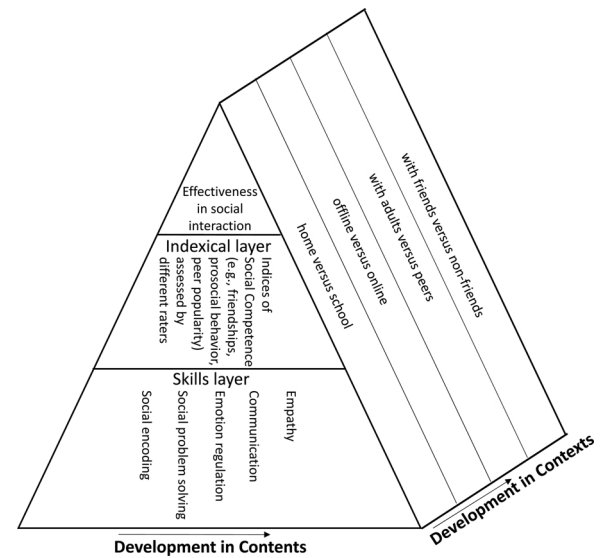 Effectiveness
in social
interaction
Indexical layer
Indices of
Social Competence
(e.g., friendships,
prosocial behavior,
peer popularity)
assessed by
different raters
Skills layer
Social encoding
Social problem solving
Emotion regulation
Communication
Empathy
home versus school
offline versus online
with adults versus peers
with friends versus non-friends
Development in Contents
Development in Contexts